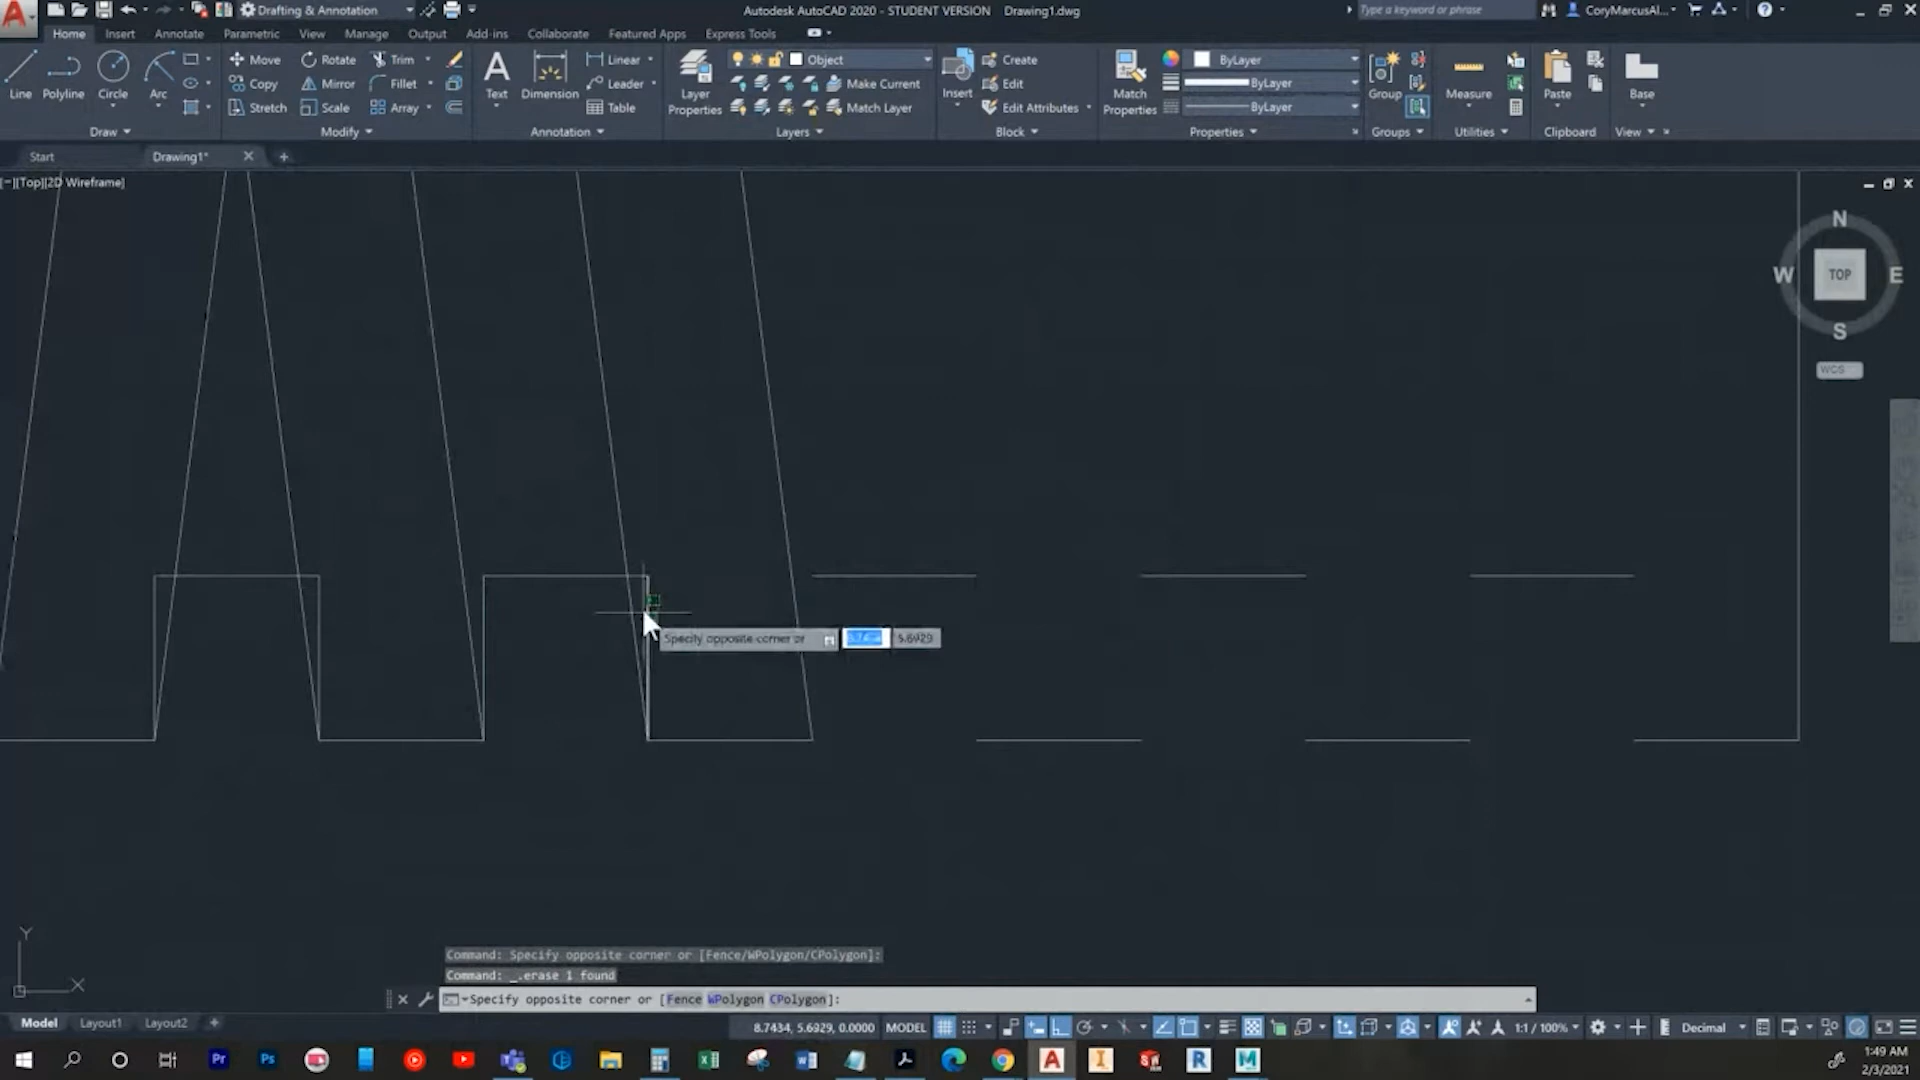 Drafting & Annotation
Autodesk AutoCAD 2020 - STUDENT VERSION Drawing1.dwg
Type a keyword or phrase
CoryMarcusAl...
Home Insert Annotate Parametric View Manage Output Add-ins Collaborate Featured Apps Express Tools
Line Polyline Circle Arc
Move Rotate Trim
Copy Mirror Fillet
Stretch Scale Array
Text Dimension
Linear
Leader
Table
Layer Properties
Object
Make Current
Match Layer
Insert
Create
Edit
Edit Attributes
Match Properties
ByLayer
ByLayer
ByLayer
Group
Measure
Paste
Base
Draw Modify Annotation Layers Block Properties Groups Utilities Clipboard View
Start Drawing1*
[−][Top][2D Wireframe]
N
W TOP E
S
WCS
Specify opposite corner or 5.6929
Y
X
Command: Specify opposite corner or [Fence/WPolygon/CPolygon]:
Command: _.erase 1 found
Specify opposite corner or [Fence WPolygon CPolygon]:
Model Layout1 Layout2
8.7434, 5.6929, 0.0000 MODEL
1:1 / 100%
Decimal
1:49 AM
2/3/2021